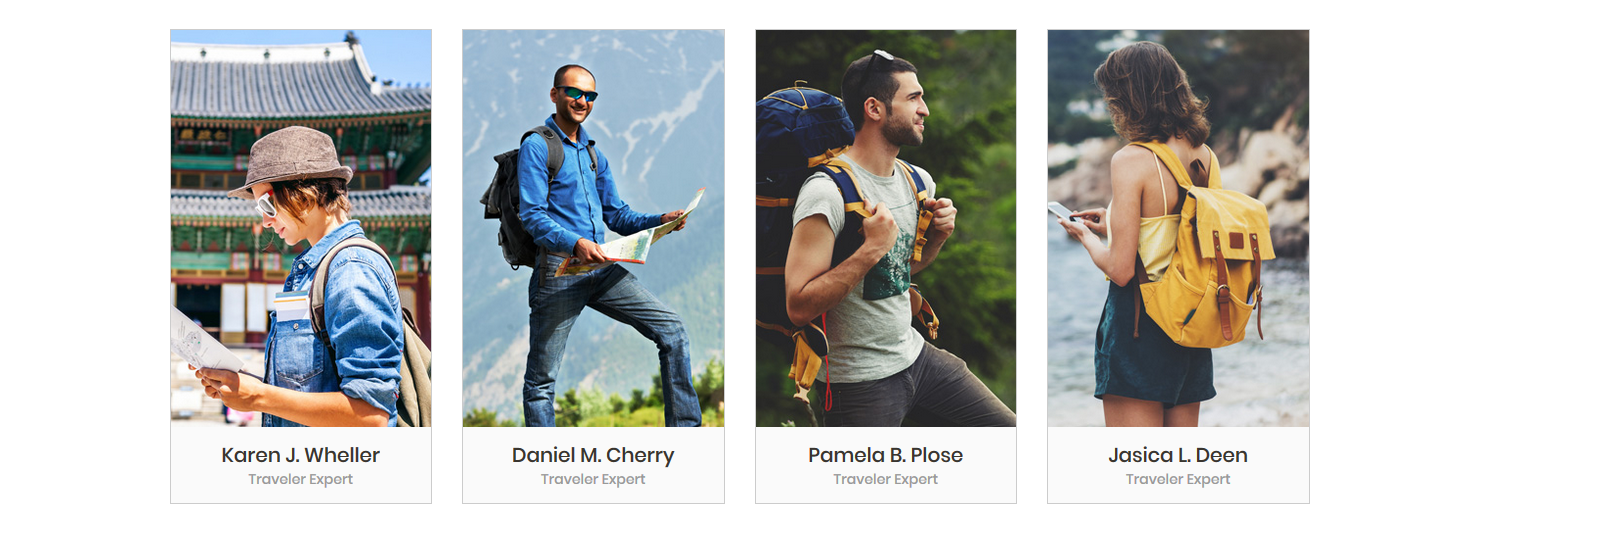 Karen J. Wheller
Traveler Expert
Daniel M. Cherry
Traveler Expert
Pamela B. Plose
Traveler Expert
Jasica L. Deen
Traveler Expert